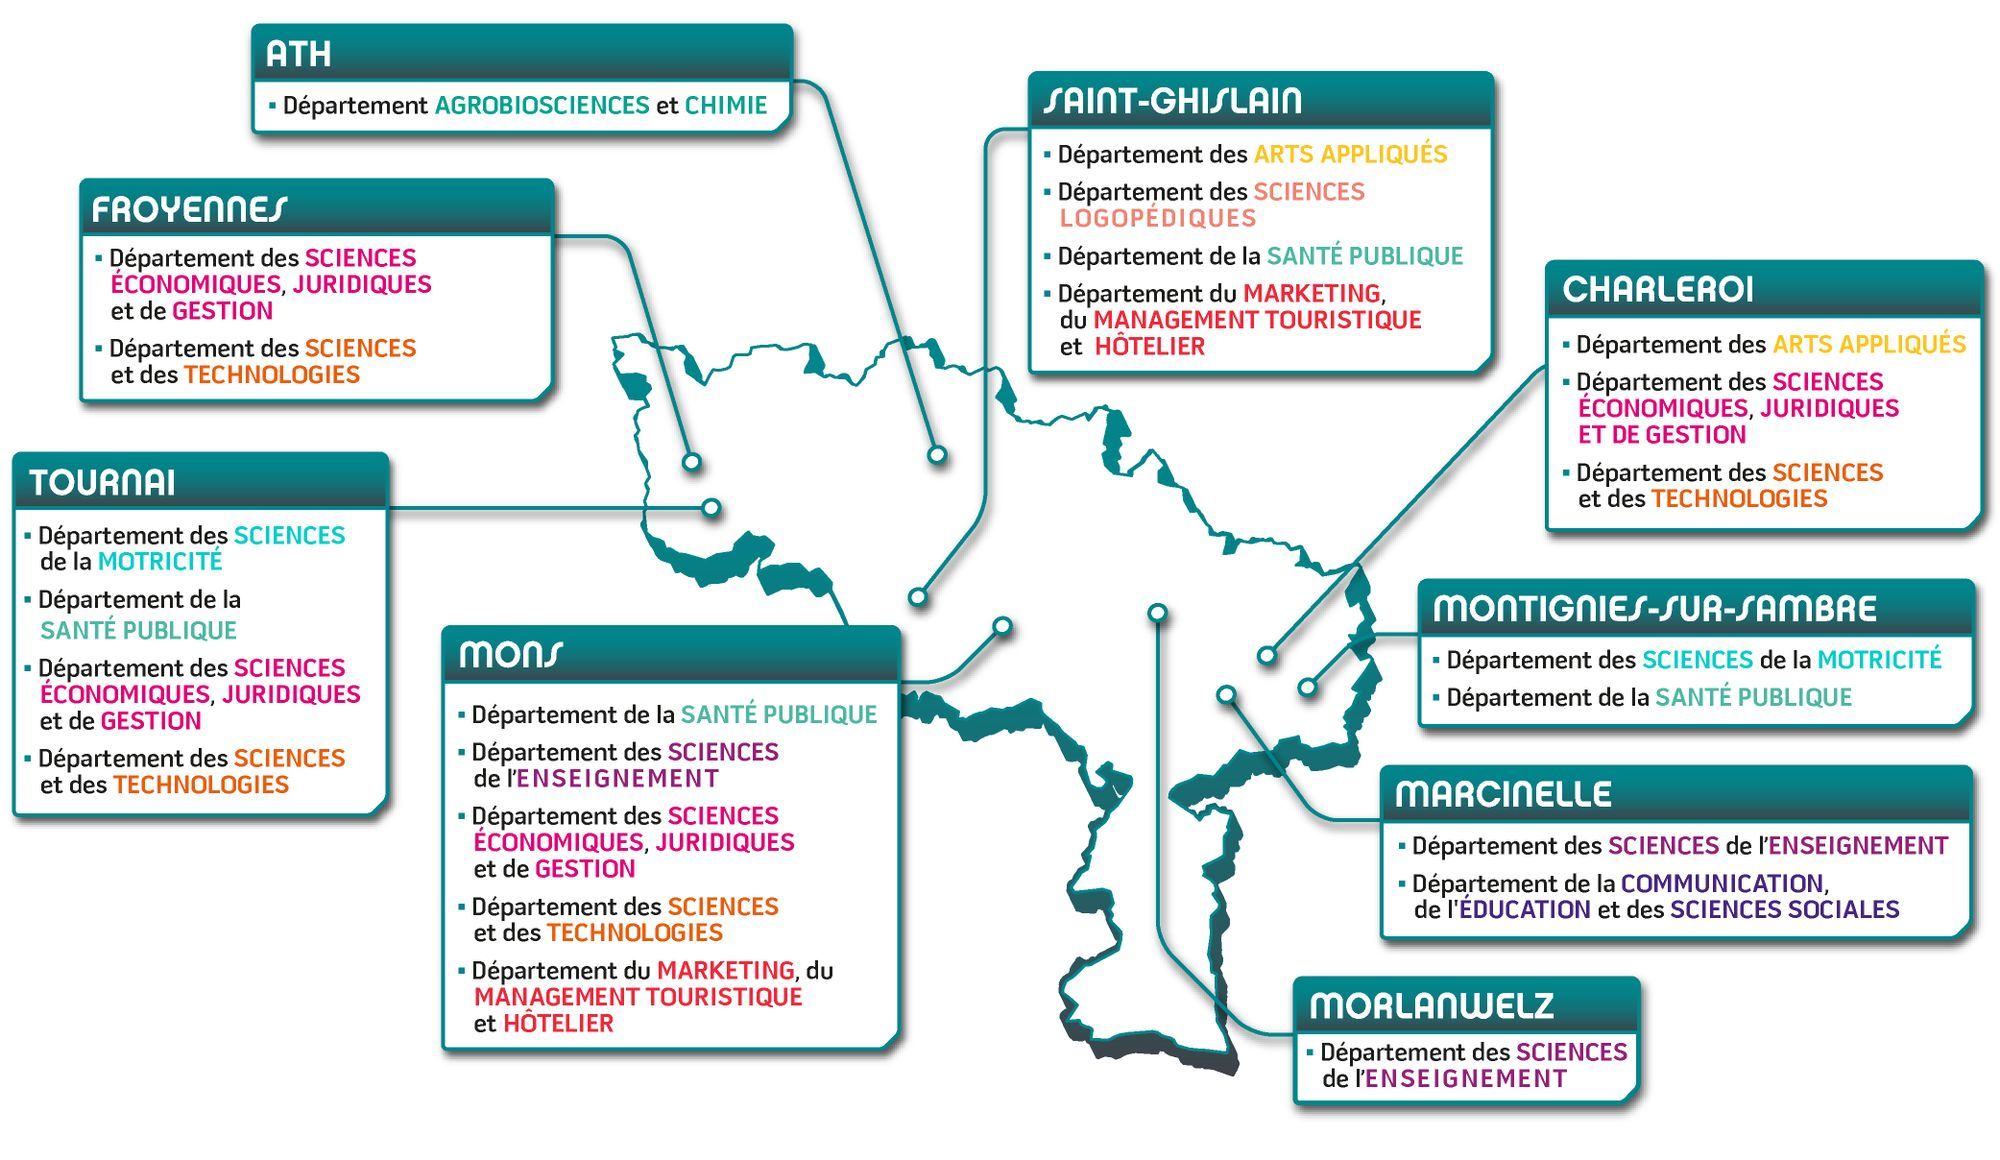 ATH
▪ Département AGROBIOSCIENCES et CHIMIE
SAINT-GHISLAIN
▪ Département des ARTS APPLIQUÉS
▪ Département des SCIENCES
LOGOPÉDIQUES
▪ Département de la SANTÉ PUBLIQUE
▪ Département du MARKETING,
du MANAGEMENT TOURISTIQUE
et HÔTELIER
FROYENNES
▪ Département des SCIENCES
ÉCONOMIQUES, JURIDIQUES
et de GESTION
▪ Département des SCIENCES
et des TECHNOLOGIES
CHARLEROI
▪ Département des ARTS APPLIQUÉS
▪ Département des SCIENCES
ÉCONOMIQUES, JURIDIQUES
ET DE GESTION
▪ Département des SCIENCES
et des TECHNOLOGIES
TOURNAI
▪ Département des SCIENCES
de la MOTRICITÉ
▪ Département de la
SANTÉ PUBLIQUE
▪ Département des SCIENCES
ÉCONOMIQUES, JURIDIQUES
et de GESTION
▪ Département des SCIENCES
et des TECHNOLOGIES
MONS
▪ Département de la SANTÉ PUBLIQUE
▪ Département des SCIENCES
de l'ENSEIGNEMENT
▪ Département des SCIENCES
ÉCONOMIQUES, JURIDIQUES
et de GESTION
▪ Département des SCIENCES
et des TECHNOLOGIES
▪ Département du MARKETING, du
MANAGEMENT TOURISTIQUE
et HÔTELIER
MONTIGNIES-SUR-SAMBRE
▪ Département des SCIENCES de la MOTRICITÉ
▪ Département de la SANTÉ PUBLIQUE
MARCINELLE
▪ Département des SCIENCES de l'ENSEIGNEMENT
▪ Département de la COMMUNICATION,
de l'ÉDUCATION et des SCIENCES SOCIALES
MORLANWELZ
▪ Département des SCIENCES
de l'ENSEIGNEMENT